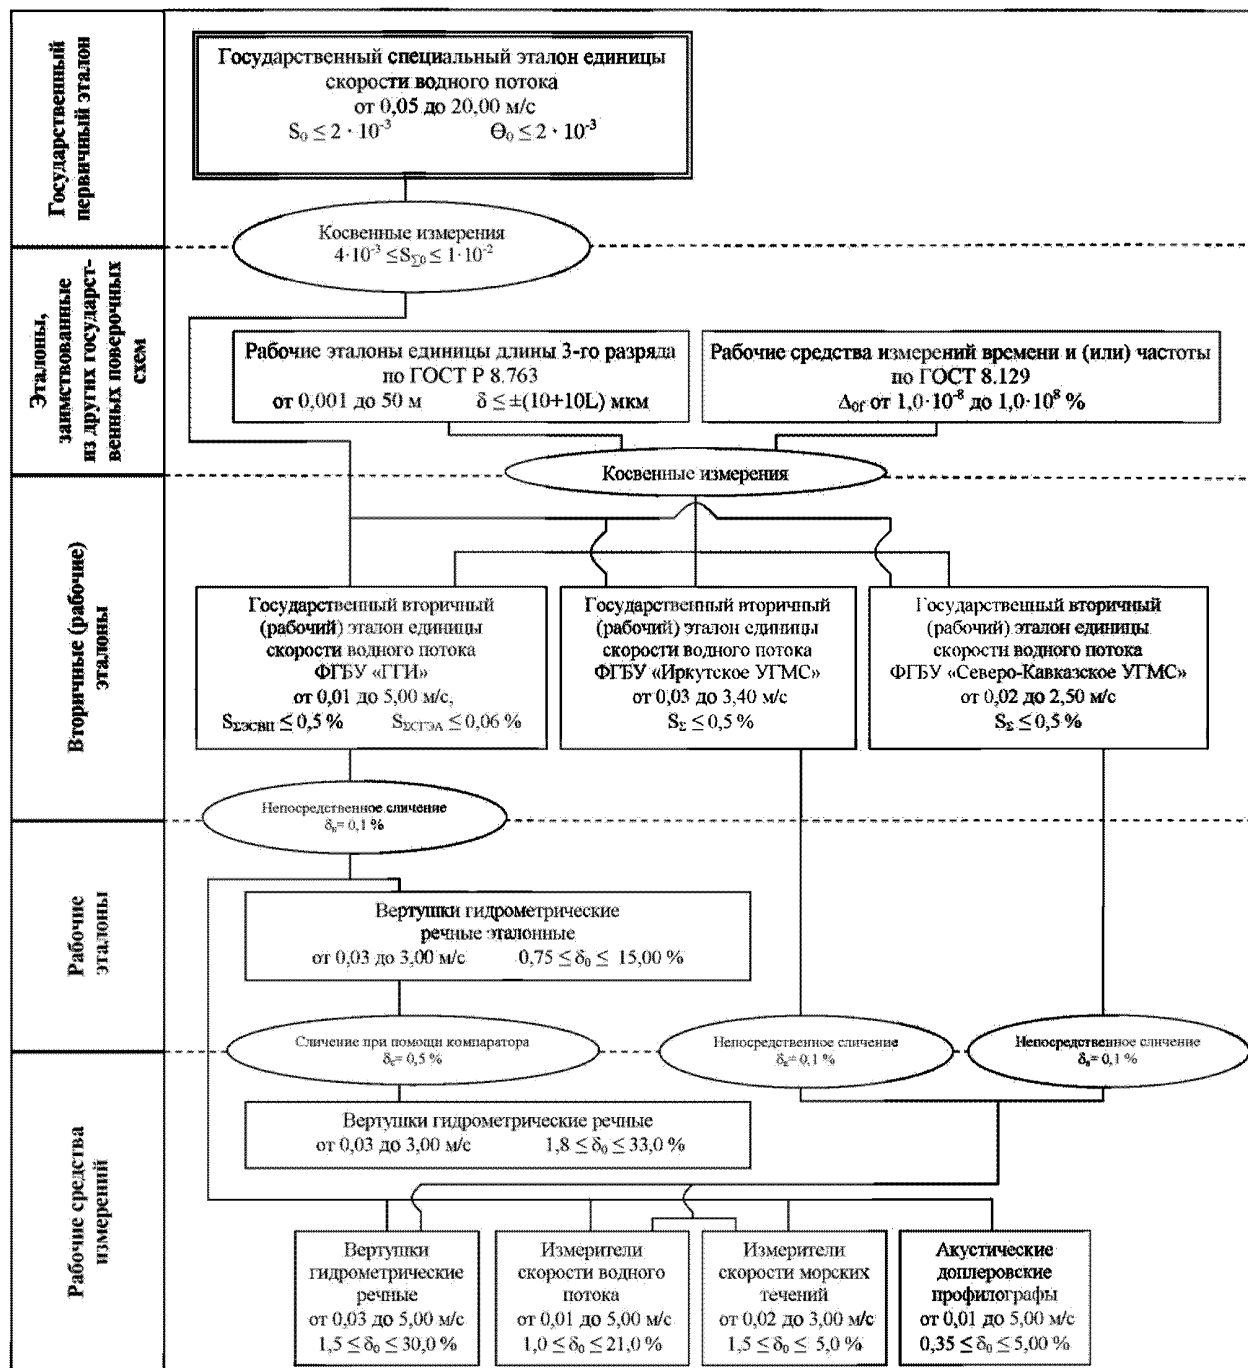 Государственный
первичный эталон
Государственный специальный эталон единицы
скорости водного потока
от 0,05 до 20,00 м/с
S₀ ≤ 2 · 10⁻³ Θ₀ ≤ 2 · 10⁻³
Косвенные измерения
4·10⁻³ ≤S_Σ₀ ≤ 1·10⁻²
Эталоны,
заимствованные
из других государст-
венных поверочных
схем
Рабочие эталоны единицы длины 3-го разряда
по ГОСТ Р 8.763
от 0,001 до 50 м δ ≤ ±(10+10L) мкм
Рабочие средства измерений времени и (или) частоты
по ГОСТ 8.129
Δ₀f от 1,0·10⁻⁸ до 1,0·10⁸ %
Косвенные измерения
Вторичные (рабочие)
эталоны
Государственный вторичный
(рабочий) эталон единицы
скорости водного потока
ФГБУ «ГГИ»
от 0,01 до 5,00 м/с,
S_ΣЭСВП ≤ 0,5 % S_ΣСГЭА ≤ 0,06 %
Государственный вторичный
(рабочий) эталон единицы
скорости водного потока
ФГБУ «Иркутское УГМС»
от 0,03 до 3,40 м/с
S_Σ ≤ 0,5 %
Государственный вторичный
(рабочий) эталон единицы
скорости водного потока
ФГБУ «Северо-Кавказское УГМС»
от 0,02 до 2,50 м/с
S_Σ ≤ 0,5 %
Непосредственное сличение
= 0,1 %
Рабочие
эталоны
Вертушки гидрометрические
речные эталонные
от 0,03 до 3,00 м/с 0,75 ≤ δ₀ ≤ 15,00 %
Сличение при помощи компаратора
= 0,5 %
Непосредственное сличение
= 0,1 %
Непосредственное сличение
= 0,1 %
Рабочие средства
измерений
Вертушки гидрометрические речные
от 0,03 до 3,00 м/с 1,8 ≤ δ₀ ≤ 33,0 %
Вертушки
гидрометрические
речные
от 0,03 до 5,00 м/с
1,5 ≤ δ₀ ≤ 30,0 %
Измерители
скорости водного
потока
от 0,01 до 5,00 м/с
1,0 ≤ δ₀ ≤ 21,0 %
Измерители
скорости морских
течений
от 0,02 до 3,00 м/с
1,5 ≤ δ₀ ≤ 5,0 %
Акустические
доплеровские
профилографы
от 0,01 до 5,00 м/с
0,35 ≤ δ₀ ≤ 5,00 %